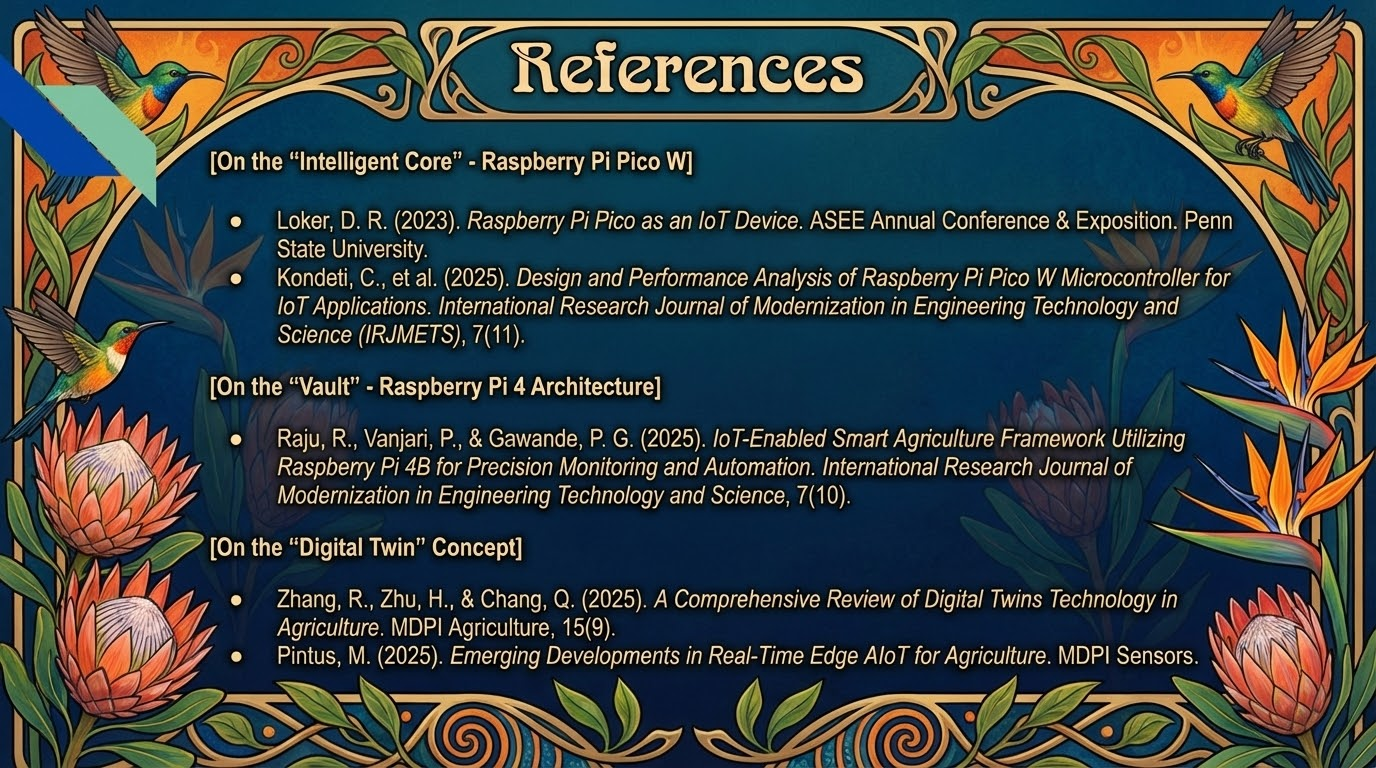 References
[On the “Intelligent Core” - Raspberry Pi Pico W]
● Loker, D. R. (2023). Raspberry Pi Pico as an IoT Device. ASEE Annual Conference & Exposition. Penn
State University.
● Kondeti, C., et al. (2025). Design and Performance Analysis of Raspberry Pi Pico W Microcontroller for
IoT Applications. International Research Journal of Modernization in Engineering Technology and
Science (IRJMETS), 7(11).
[On the “Vault” - Raspberry Pi 4 Architecture]
● Raju, R., Vanjari, P., & Gawande, P. G. (2025). IoT-Enabled Smart Agriculture Framework Utilizing
Raspberry Pi 4B for Precision Monitoring and Automation. International Research Journal of
Modernization in Engineering Technology and Science, 7(10).
[On the “Digital Twin” Concept]
● Zhang, R., Zhu, H., & Chang, Q. (2025). A Comprehensive Review of Digital Twins Technology in
Agriculture. MDPI Agriculture, 15(9).
● Pintus, M. (2025). Emerging Developments in Real-Time Edge AIoT for Agriculture. MDPI Sensors.